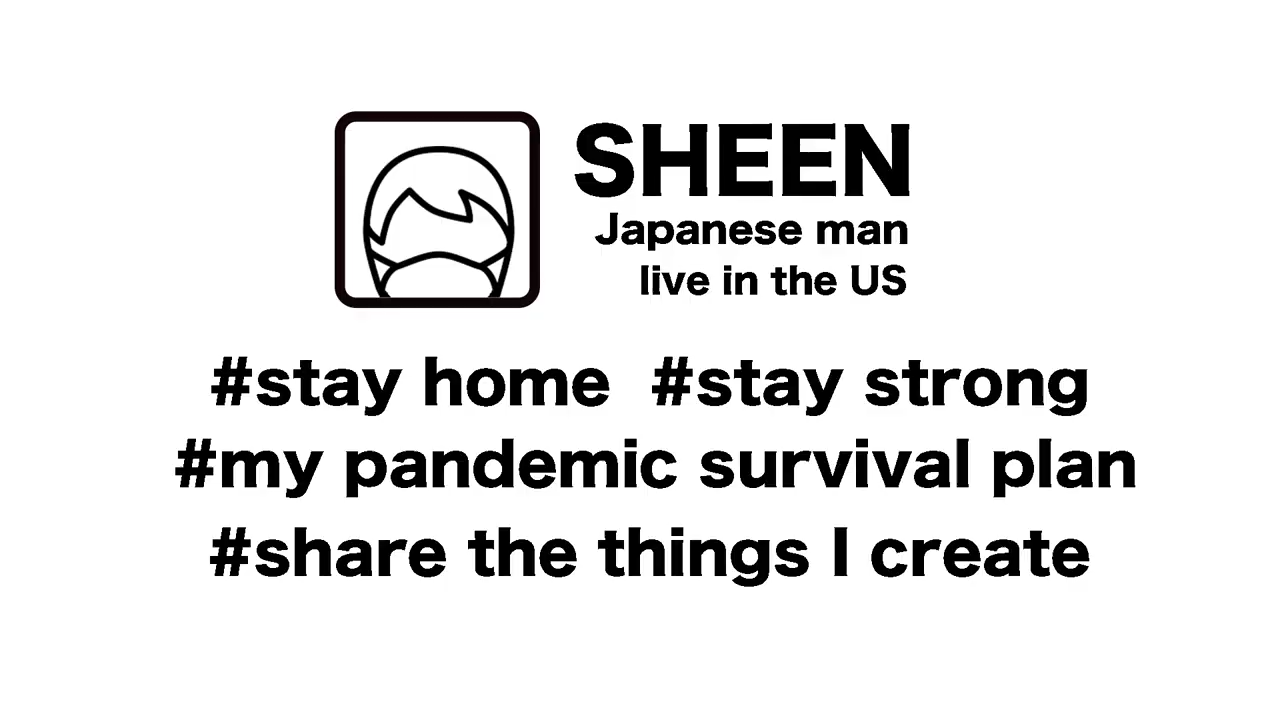 SHEEN
Japanese man
live in the US
#stay home #stay strong
#my pandemic survival plan
#share the things I create